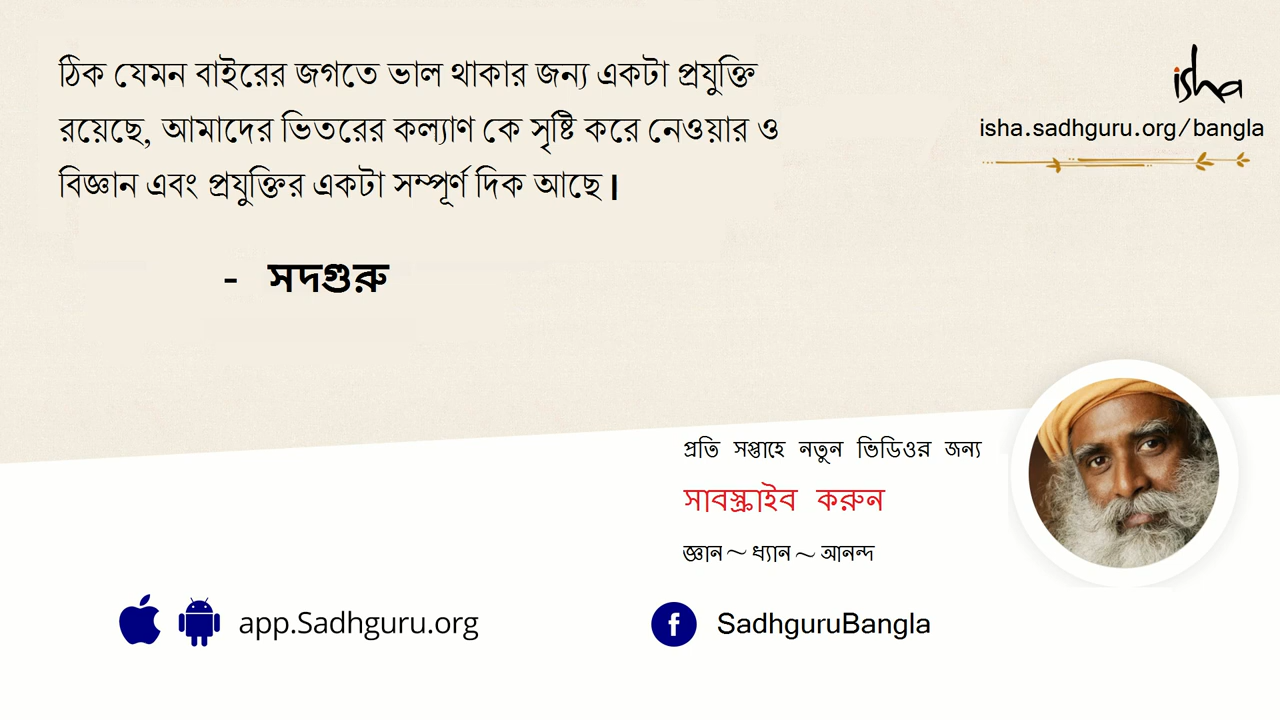 ঠিক যেমন বাইরের জগতে ভাল থাকার জন্য একটা প্রযুক্তি
রয়েছে, আমাদের ভিতরের কল্যাণ কে সৃষ্টি করে নেওয়ার ও
বিজ্ঞান এবং প্রযুক্তির একটা সম্পূর্ণ দিক আছে।
- সদগুরু
isha
isha.sadhguru.org/bangla
প্রতি সপ্তাহে নতুন ভিডিওর জন্য
সাবস্ক্রাইব করুন
জ্ঞান ~ ধ্যান ~ আনন্দ
app.Sadhguru.org
f SadhguruBangla